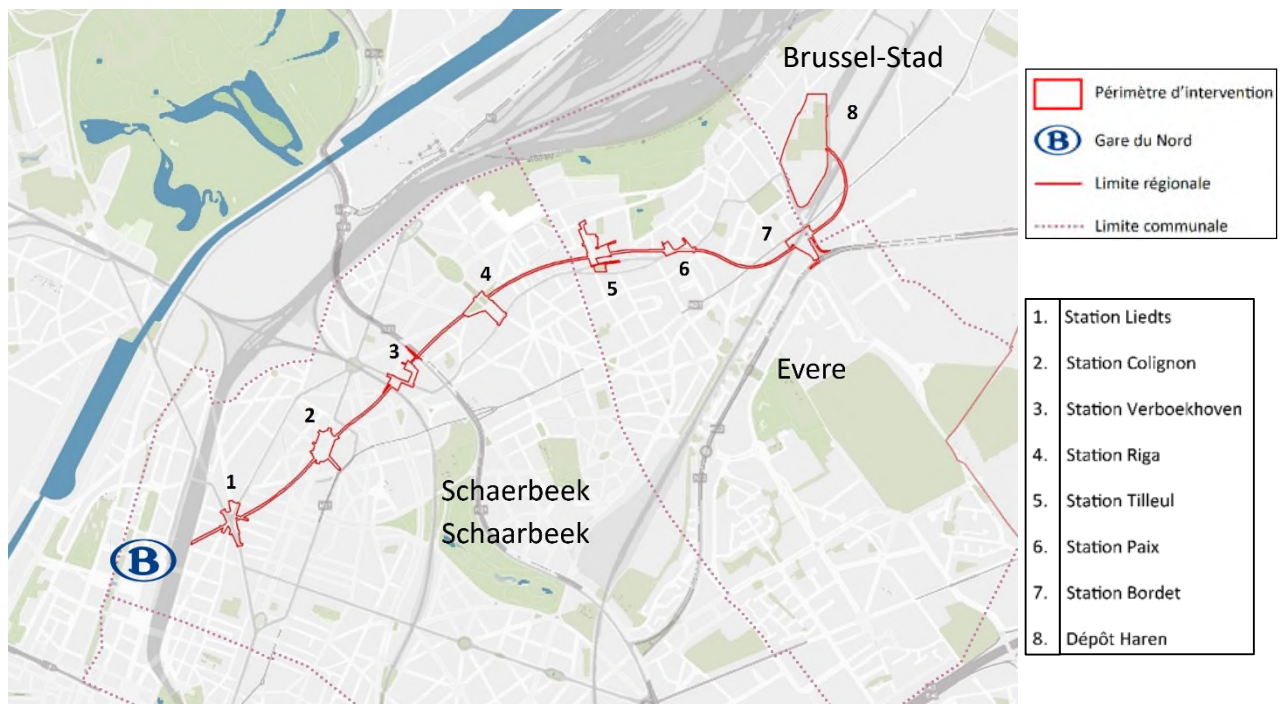 Brussel-Stad
8
7
6
5
4
3
2
1
Evere
Schaerbeek
Schaarbeek
B
Périmètre d'intervention
B Gare du Nord
Limite régionale
Limite communale
1. Station Liedts
2. Station Colignon
3. Station Verboekhoven
4. Station Riga
5. Station Tilleul
6. Station Paix
7. Station Bordet
8. Dépôt Haren